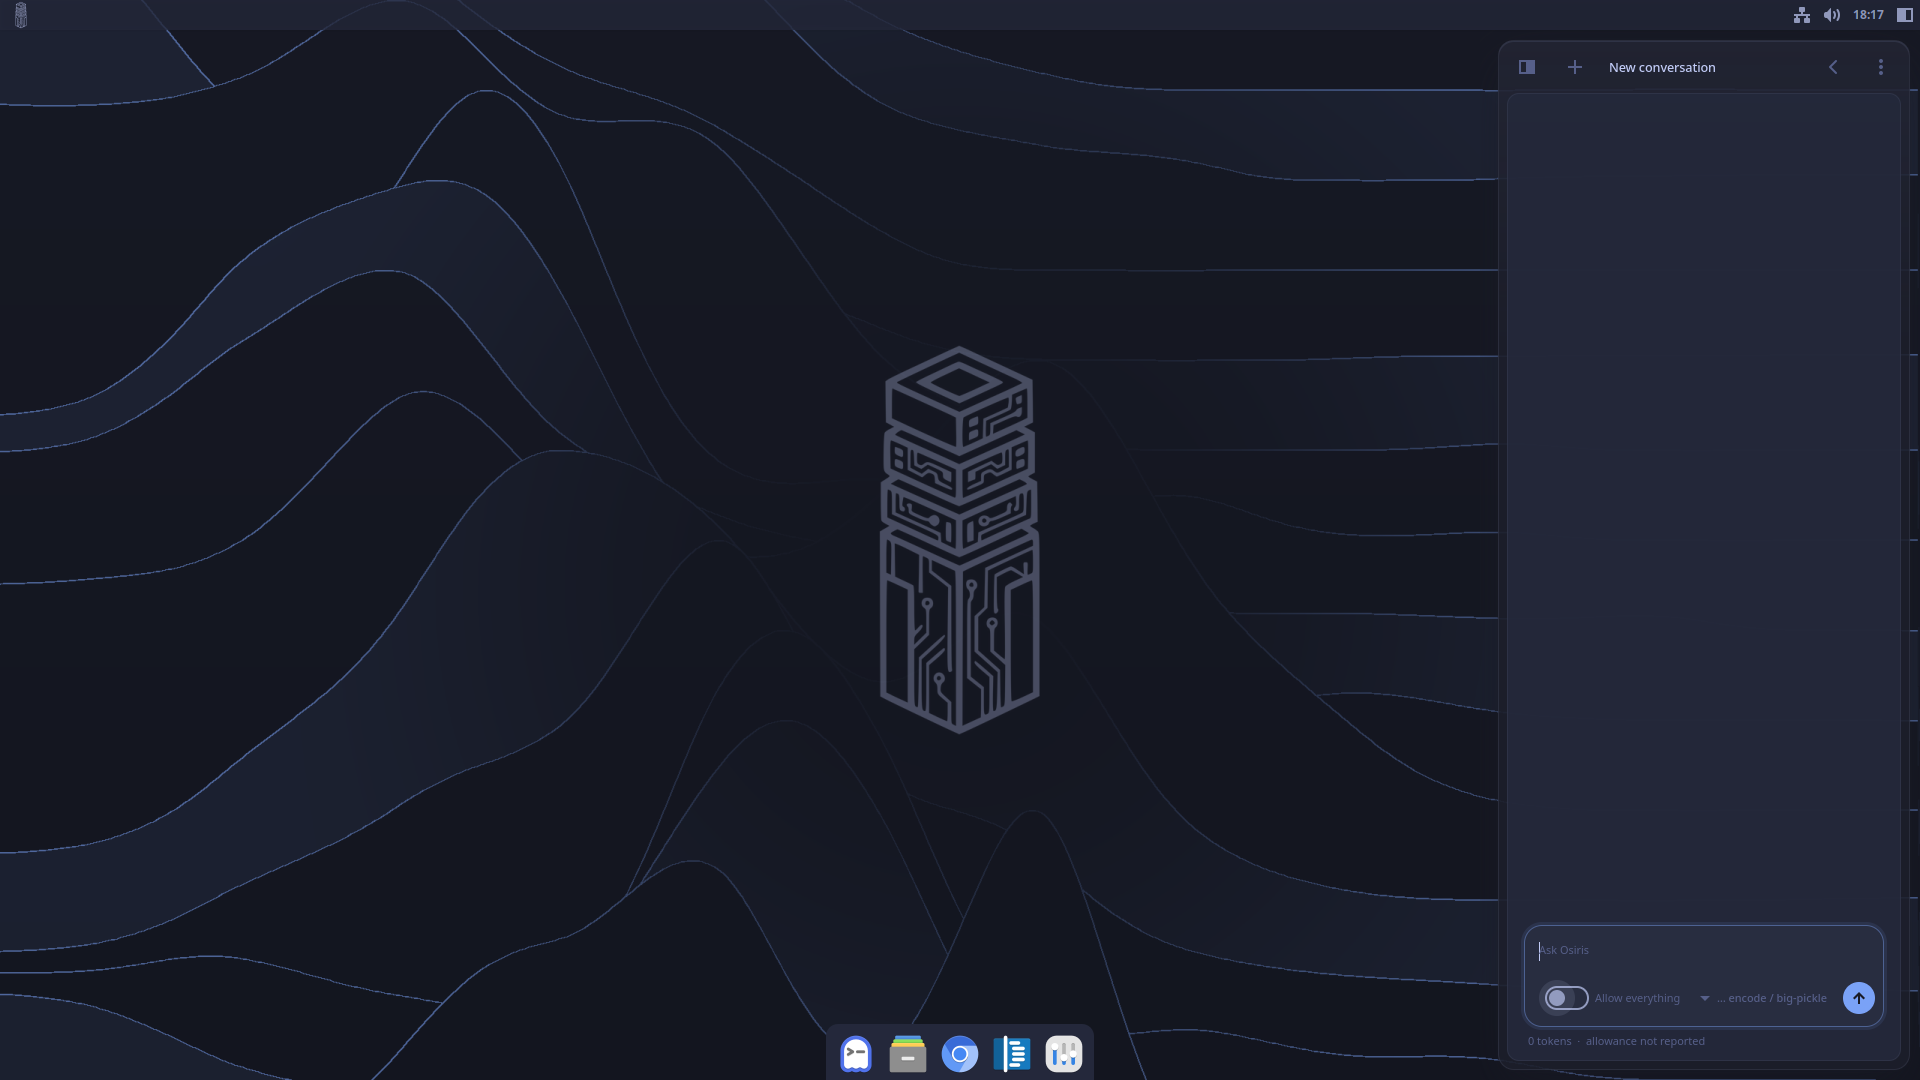 18:17
New conversation
Ask Osiris
Allow everything
... encode / big-pickle
0 tokens · allowance not reported